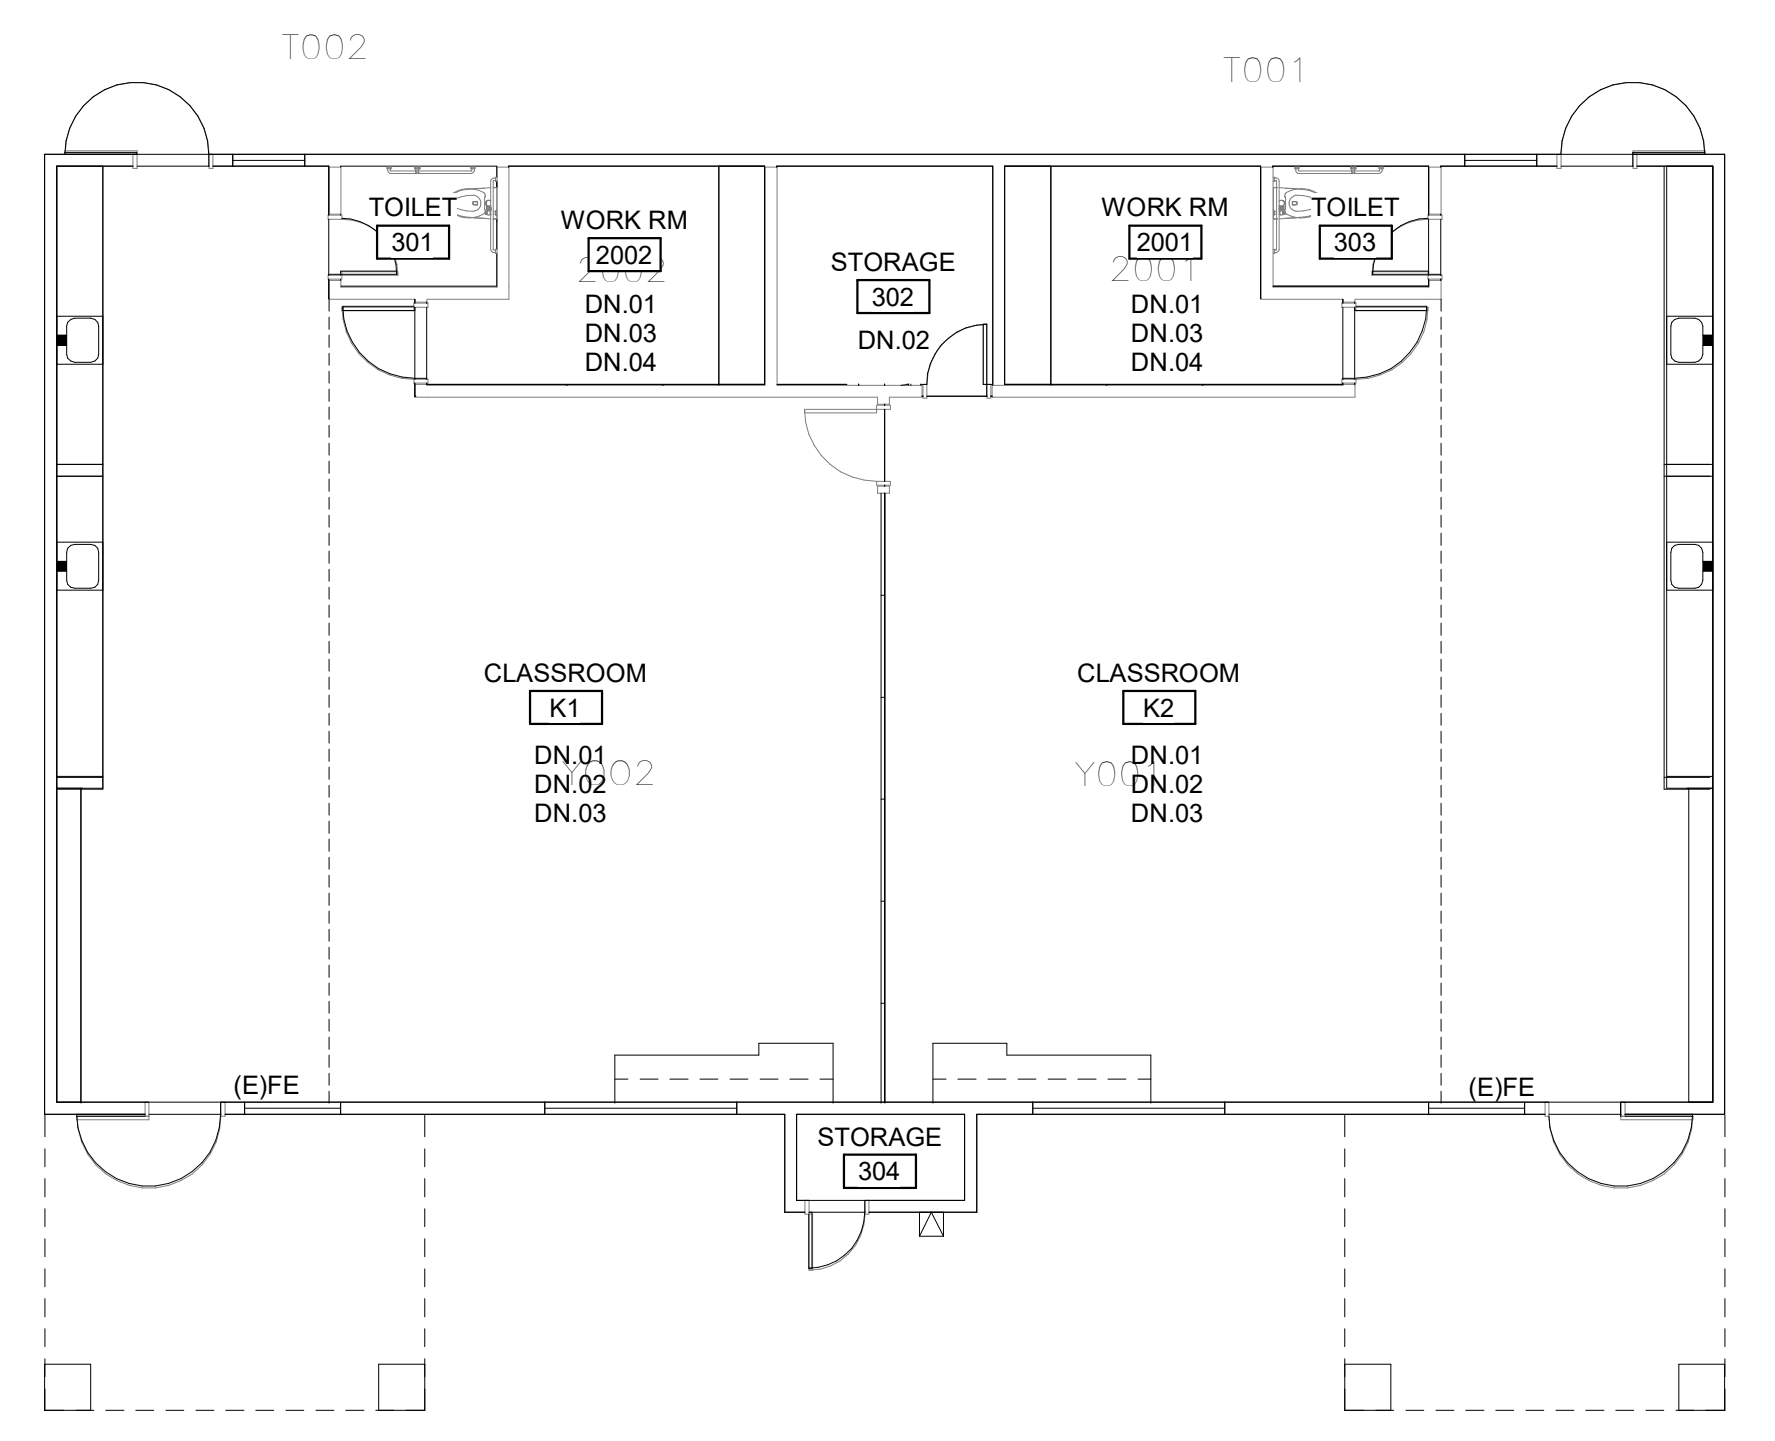 T002
T001
TOILET
301
WORK RM
2002
2002
DN.01
DN.03
DN.04
STORAGE
302
DN.02
WORK RM
2001
2001
DN.01
DN.03
DN.04
TOILET
303
CLASSROOM
K1
DN.01
Y002
DN.02
DN.03
CLASSROOM
K2
DN.01
Y001
DN.02
DN.03
(E)FE
(E)FE
STORAGE
304